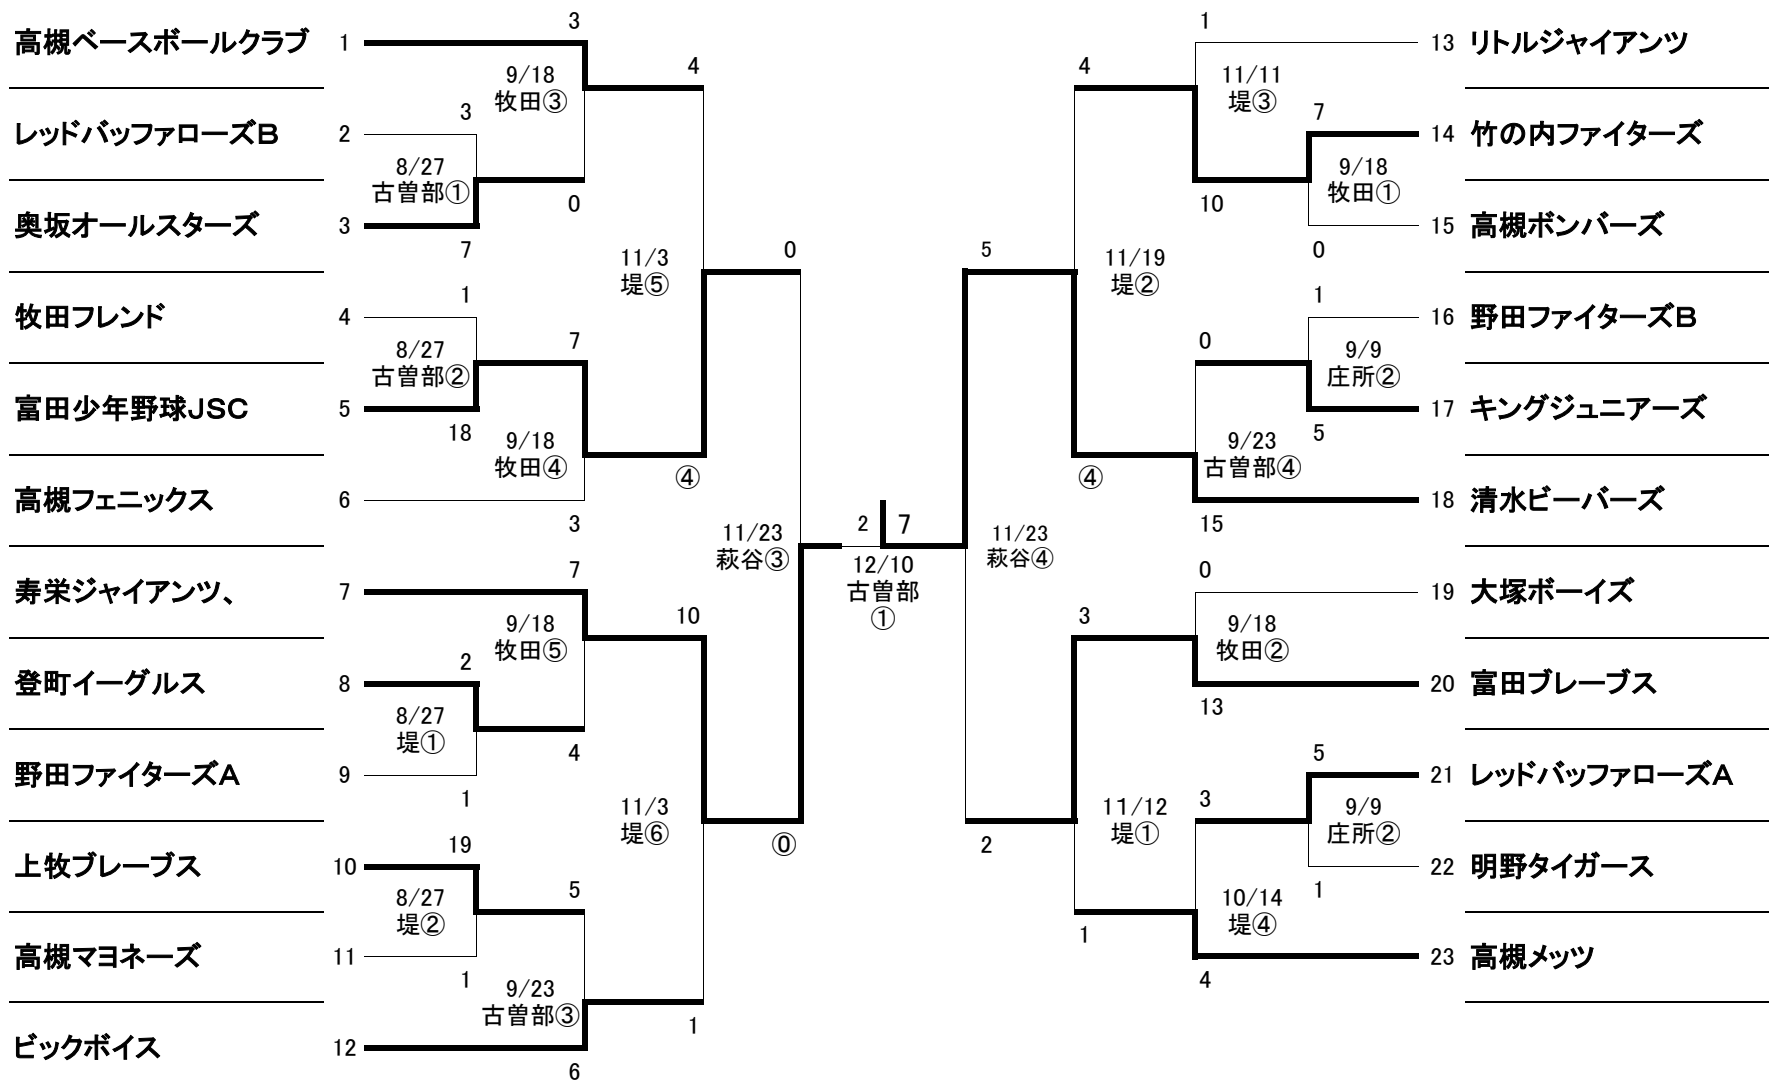 高槻ベースボールクラブ 1
レッドバッファローズB 2
奥坂オールスターズ 3
牧田フレンド 4
富田少年野球JSC 5
高槻フェニックス 6
寿栄ジャイアンツ、 7
登町イーグルス 8
野田ファイターズA 9
上牧ブレーブス 10
高槻マヨネーズ 11
ビックボイス 12
3
8/27
古曽部①
7
1
8/27
古曽部②
18
2
8/27
堤①
1
19
8/27
堤②
1
3
9/18
牧田③
0
7
9/18
牧田④
3
7
9/18
牧田⑤
4
5
9/23
古曽部③
6
4
11/3
堤⑤
④
10
11/3
堤⑥
1
0
11/23
萩谷③
⓪
2
7
12/10
古曽部
①
5
11/23
萩谷④
2
4
11/19
堤②
④
3
11/12
堤①
1
1
11/11
堤③
10
0
9/23
古曽部④
15
0
9/18
牧田②
13
3
10/14
堤④
4
7
9/18
牧田①
0
1
9/9
庄所②
5
5
9/9
庄所②
1
13 リトルジャイアンツ
14 竹の内ファイターズ
15 高槻ボンバーズ
16 野田ファイターズB
17 キングジュニアーズ
18 清水ビーバーズ
19 大塚ボーイズ
20 富田ブレーブス
21 レッドバッファローズA
22 明野タイガース
23 高槻メッツ